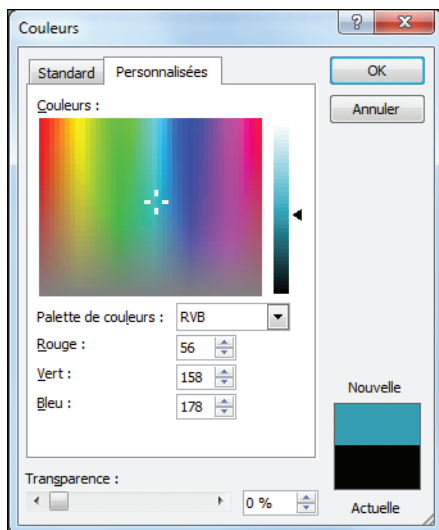 Couleurs
Standard Personnalisées
OK
Annuler
Couleurs :
Palette de couleurs : RVB
Rouge : 56
Vert : 158
Bleu : 178
Nouvelle
Transparence :
0 %
Actuelle